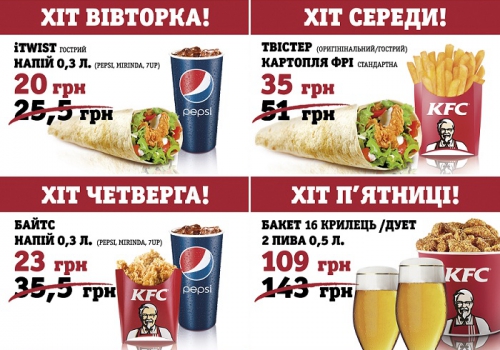 ХІТ ВІВТОРКА!
іTWIST ГОСТРИЙ
НАПІЙ 0,3 Л. (PEPSI, MIRINDA, 7UP)
20 грн
25,5 грн
pepsi
ХІТ СЕРЕДИ!
ТВІСТЕР (ОРИГІНІНАЛЬНИЙ/ГОСТРИЙ)
КАРТОПЛЯ ФРІ СТАНДАРТНА
35 грн
51 грн
KFC
ХІТ ЧЕТВЕРГА!
БАЙТС
НАПІЙ 0,3 Л. (PEPSI, MIRINDA, 7UP)
23 грн
35,5 грн
KFC
pepsi
ХІТ П'ЯТНИЦІ!
БАКЕТ 16 КРИЛЕЦЬ /ДУЕТ
2 ПИВА 0,5 Л.
109 грн
143 грн
KFC